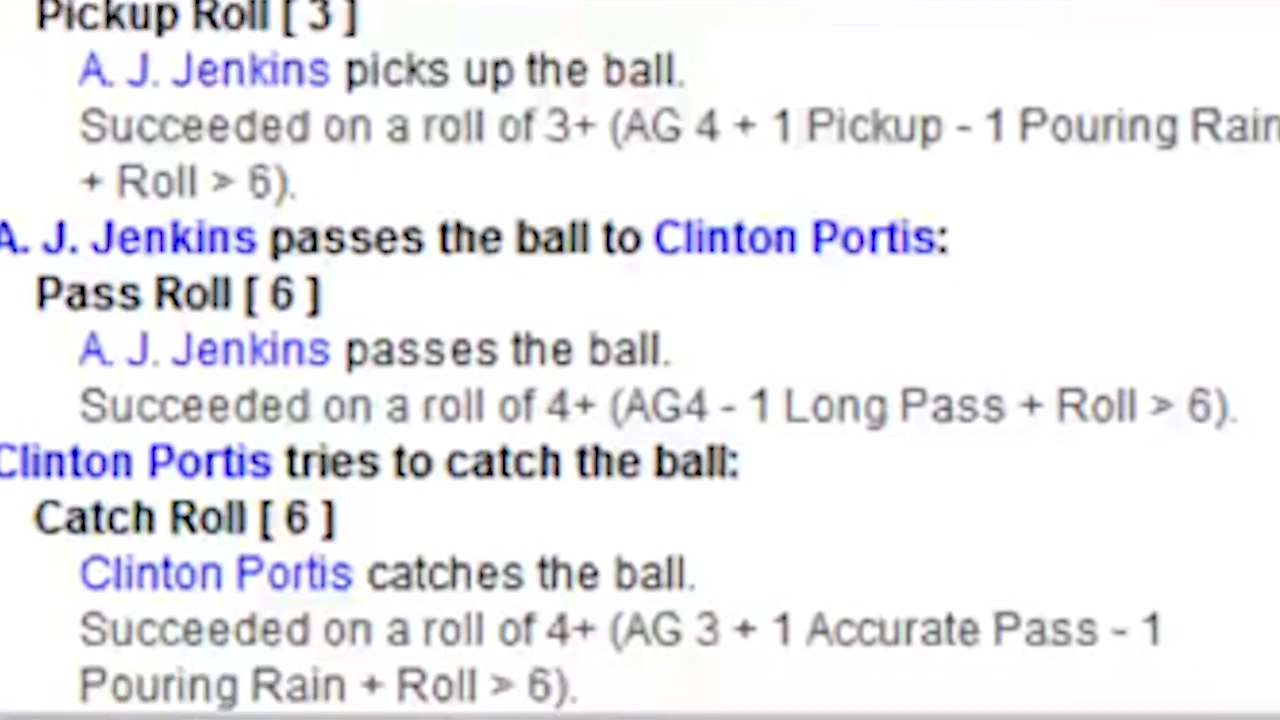 Pickup Roll [ 3 ]
A. J. Jenkins picks up the ball.
Succeeded on a roll of 3+ (AG 4 + 1 Pickup - 1 Pouring Rain
+ Roll > 6).
A. J. Jenkins passes the ball to Clinton Portis:
Pass Roll [ 6 ]
A. J. Jenkins passes the ball.
Succeeded on a roll of 4+ (AG4 - 1 Long Pass + Roll > 6).
Clinton Portis tries to catch the ball:
Catch Roll [ 6 ]
Clinton Portis catches the ball.
Succeeded on a roll of 4+ (AG 3 + 1 Accurate Pass - 1
Pouring Rain + Roll > 6).